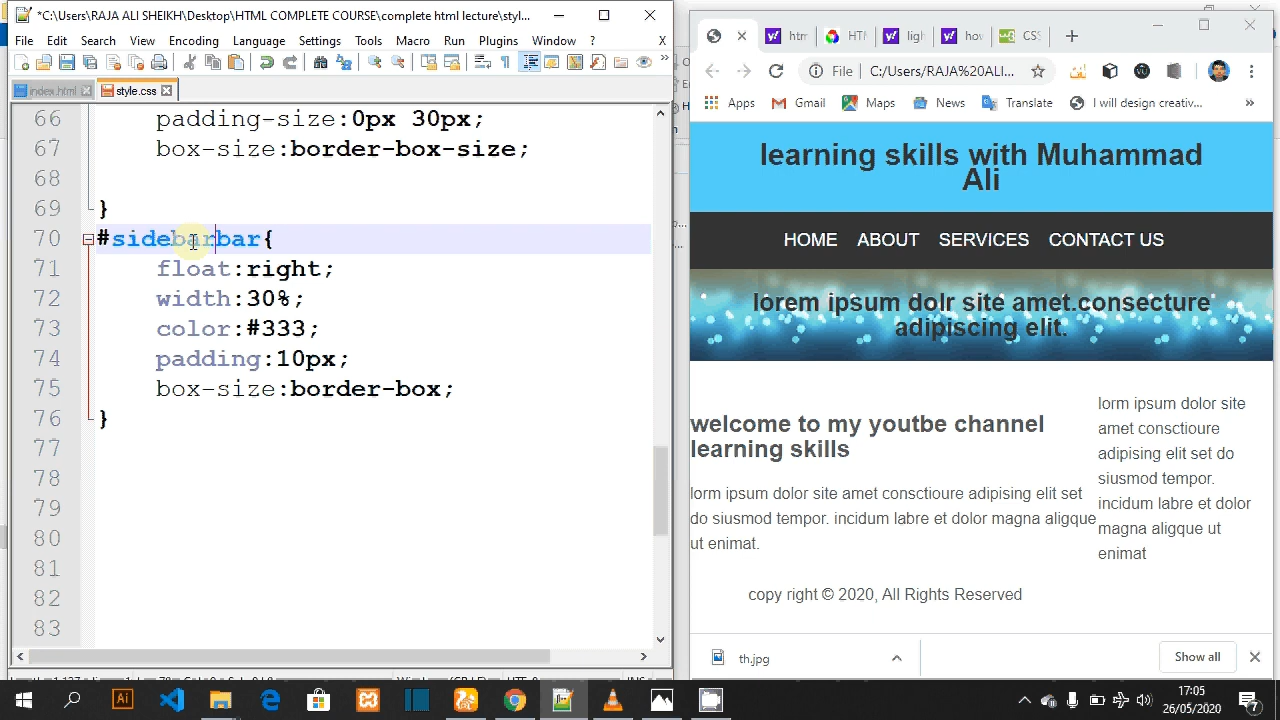 *C:\Users\RAJA ALI SHEIKH\Desktop\HTML COMPLETE COURSE\complete html lecture\styl...
File Edit Search View Encoding Language Settings Tools Macro Run Plugins Window ? X
index.html style.css
66 padding-size:0px 30px;
67 box-size:border-box-size;
68
69 }
70 #sidebarbar{
71 float:right;
72 width:30%;
73 color:#333;
74 padding:10px;
75 box-size:border-box;
76 }
77
78
79
80
81
82
83
htm HTI ligh how CSS
File C:/Users/RAJA%20ALI...
Apps Gmail Maps News Translate I will design creativ... »
learning skills with Muhammad
Ali
HOME ABOUT SERVICES CONTACT US
lorem ipsum dolr site amet.consecture
adipiscing elit.
welcome to my youtbe channel
learning skills
lorm ipsum dolor site amet consctioure adipising elit set
do siusmod tempor. incidum labre et dolor magna aligque
ut enimat.
lorm ipsum dolor site
amet consctioure
adipising elit set do
siusmod tempor.
incidum labre et dolor
magna aligque ut
enimat
copy right © 2020, All Rights Reserved
th.jpg Show all
Ai
17:05
26/05/2020
7